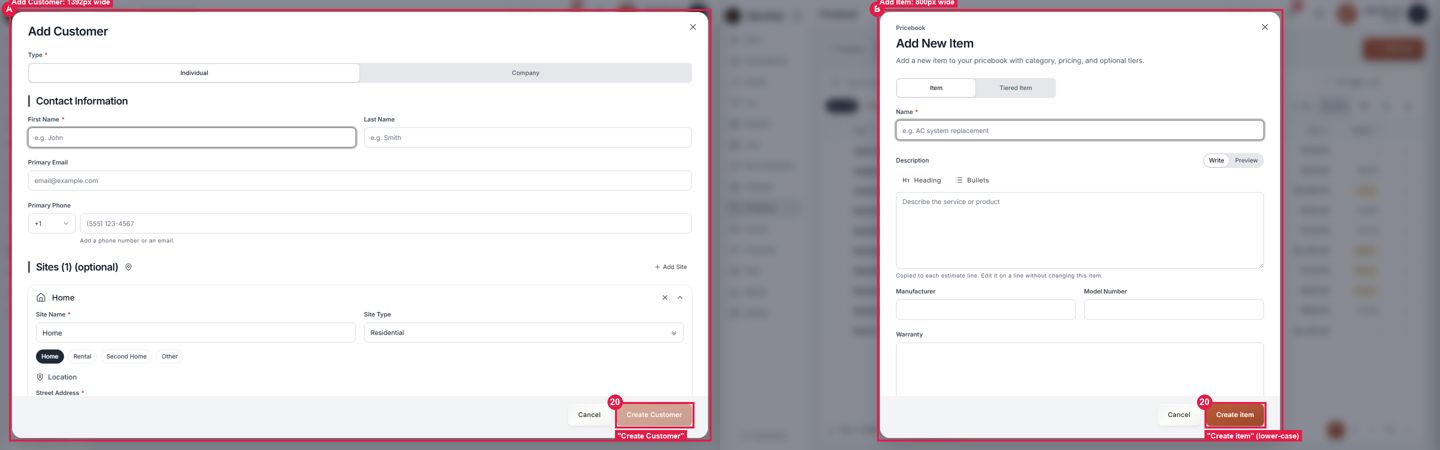 A
Add Customer: 1392px wide
Add Customer
Type *
Individual
Company
Contact Information
First Name *
Last Name
e.g. John
e.g. Smith
Primary Email
email@example.com
Primary Phone
+1
(555) 123-4567
Add a phone number or an email.
Sites (1) (optional)
+ Add Site
Home
Site Name *
Site Type
Home
Residential
Home
Rental
Second Home
Other
Location
Street Address *
20
Cancel
Create Customer
"Create Customer"
B
Add Item: 800px wide
Pricebook
Add New Item
Add a new item to your pricebook with category, pricing, and optional tiers.
Item
Tiered Item
Name *
e.g. AC system replacement
Description
Write
Preview
H1 Heading
Bullets
Describe the service or product
Copied to each estimate line. Edit it on a line without changing this item.
Manufacturer
Model Number
Warranty
20
Cancel
Create item
"Create item" (lower-case)